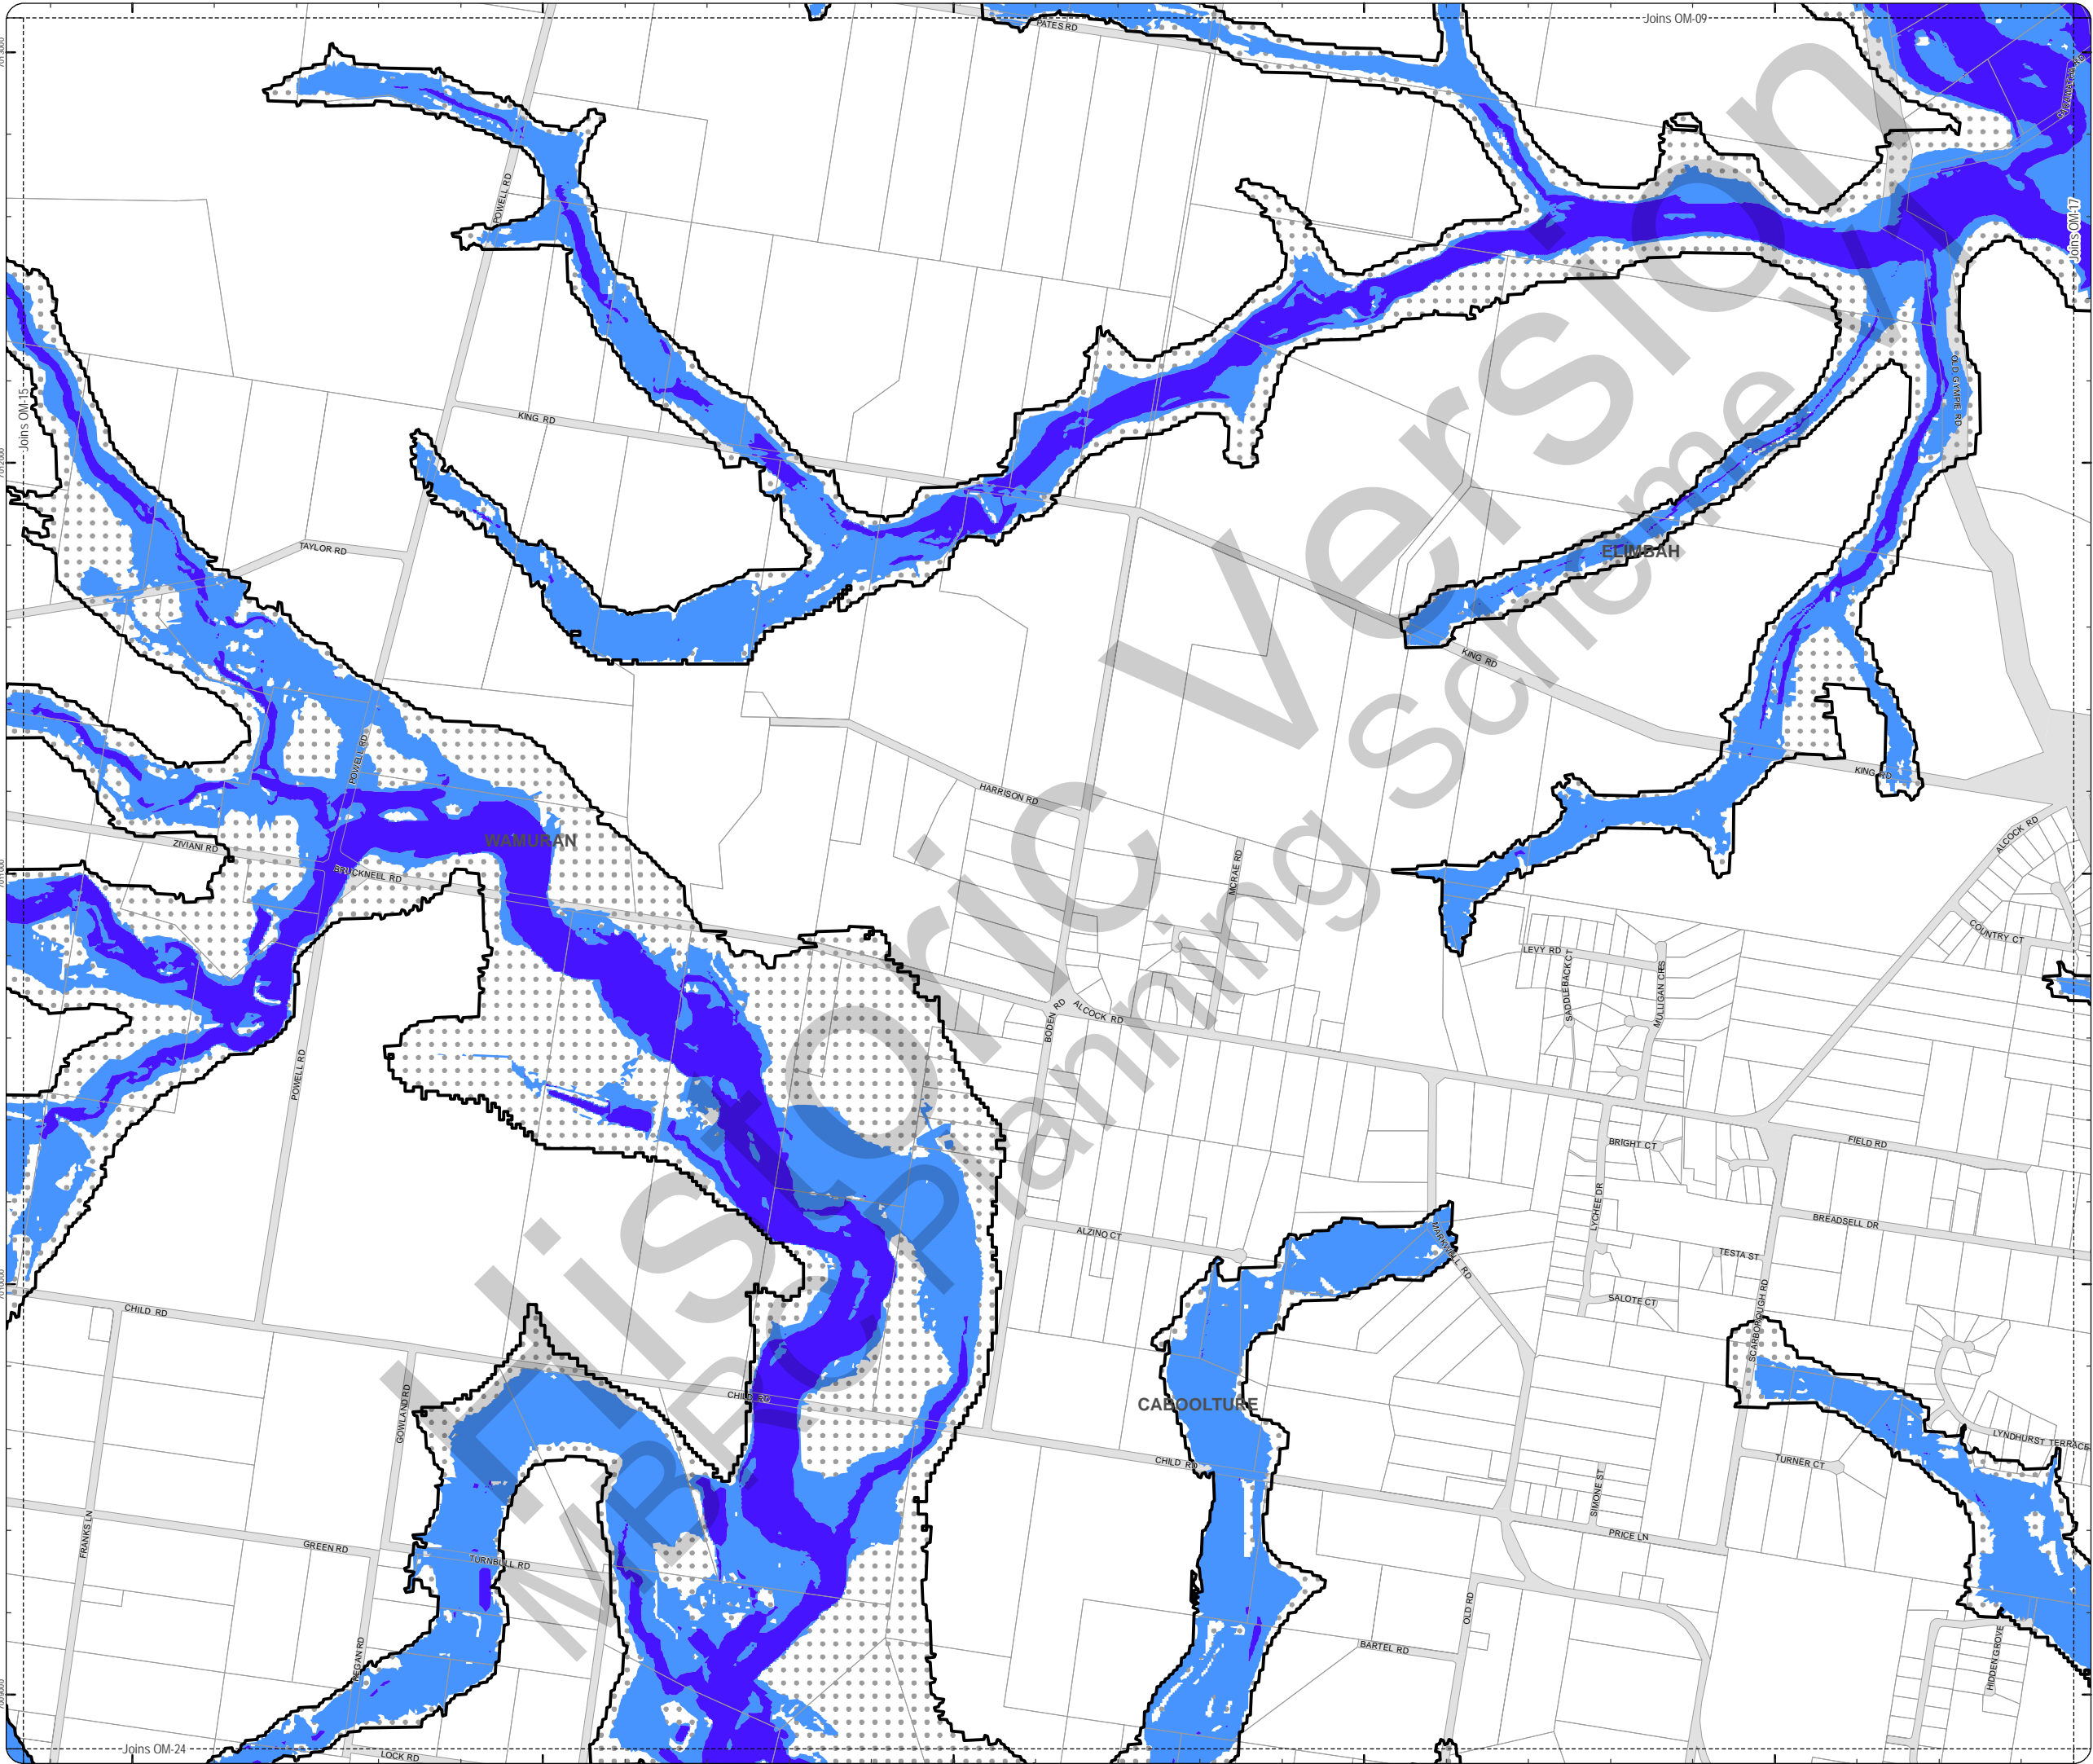 Joins OM-09
PATES RD
Joins OM-17
POWELL RD
OLD GYMPIE RD
Joins OM-15
KING RD
TAYLOR RD
ELIMBAH
KING RD
POWELL RD
KING RD
HARRISON RD
ALCOCK RD
WAMURAN
ZIVIANI RD
BRUCKNELL RD
MCRAE RD
COUNTRY CT
LEVY RD
SADDLEBACK CT
MULLIGAN CRES
BODEN RD
ALCOCK RD
POWELL RD
BRIGHT CT
FIELD RD
LYCHEE DR
BREADSELL DR
ALZINO CT
MARKWELL RD
TESTA ST
SALOTE CT
SCARBOROUGH RD
CHILD RD
CHILD RD
GOWLAND RD
CABOOLTURE
LYNDHURST TERRACE
CHILD RD
TURNER CT
SIMONE ST
FRANKS LN
GREEN RD
TURNBULL RD
PRICE LN
OLD RD
BARTEL RD
REGAN RD
HIDDEN GROVE
Joins OM-24
LOCK RD
Historic Version
MBRC Planning Scheme